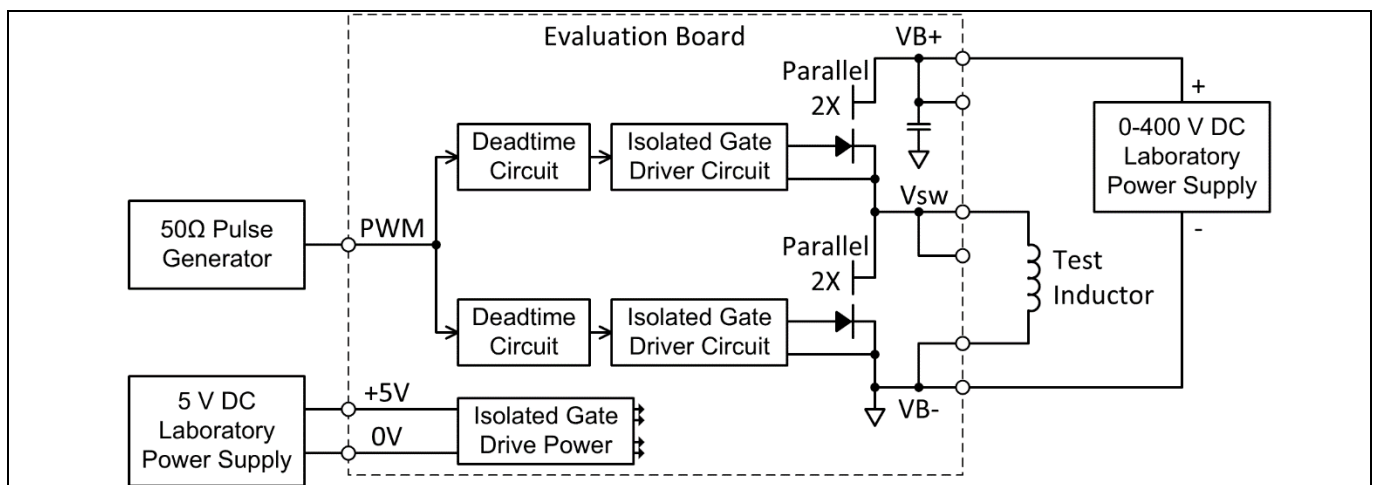 Evaluation Board
VB+
Parallel
2X
+
0-400 V DC
Laboratory
Power Supply
-
Deadtime
Circuit
Isolated Gate
Driver Circuit
Vsw
50Ω Pulse
Generator
PWM
Parallel
2X
Test
Inductor
Deadtime
Circuit
Isolated Gate
Driver Circuit
VB-
5 V DC
Laboratory
Power Supply
+5V
0V
Isolated Gate
Drive Power